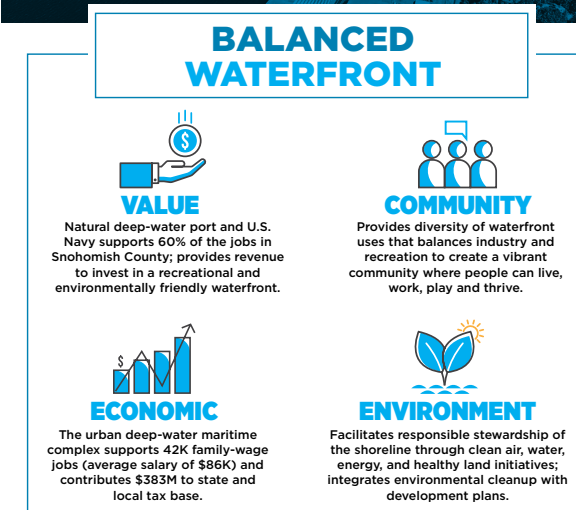 BALANCED
WATERFRONT
$
VALUE
Natural deep-water port and U.S.
Navy supports 60% of the jobs in
Snohomish County; provides revenue
to invest in a recreational and
environmentally friendly waterfront.
COMMUNITY
Provides diversity of waterfront
uses that balances industry and
recreation to create a vibrant
community where people can live,
work, play and thrive.
$
ECONOMIC
The urban deep-water maritime
complex supports 42K family-wage
jobs (average salary of $86K) and
contributes $383M to state and
local tax base.
ENVIRONMENT
Facilitates responsible stewardship of
the shoreline through clean air, water,
energy, and healthy land initiatives;
integrates environmental cleanup with
development plans.